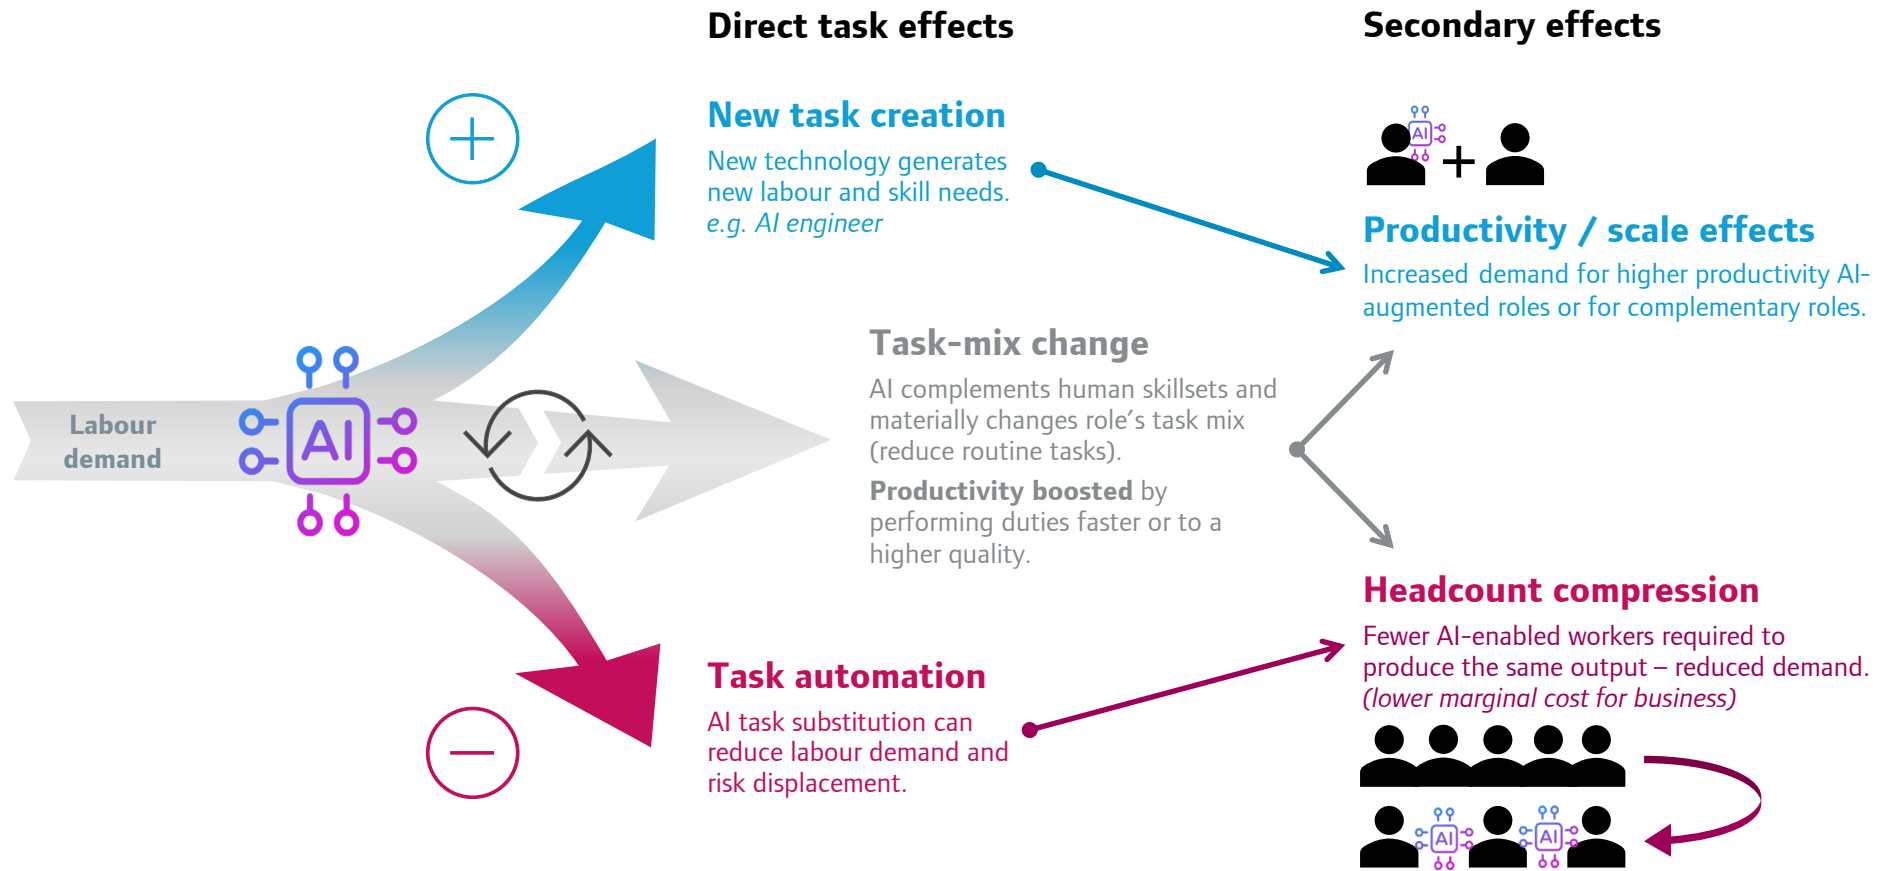 Direct task effects
Secondary effects
New task creation
New technology generates
new labour and skill needs.
e.g. AI engineer
AI
Productivity / scale effects
Increased demand for higher productivity AI-
augmented roles or for complementary roles.
Labour
demand
AI
Task-mix change
AI complements human skillsets and
materially changes role's task mix
(reduce routine tasks).
Productivity boosted by
performing duties faster or to a
higher quality.
Task automation
AI task substitution can
reduce labour demand and
risk displacement.
Headcount compression
Fewer AI-enabled workers required to
produce the same output – reduced demand.
(lower marginal cost for business)
AI
AI